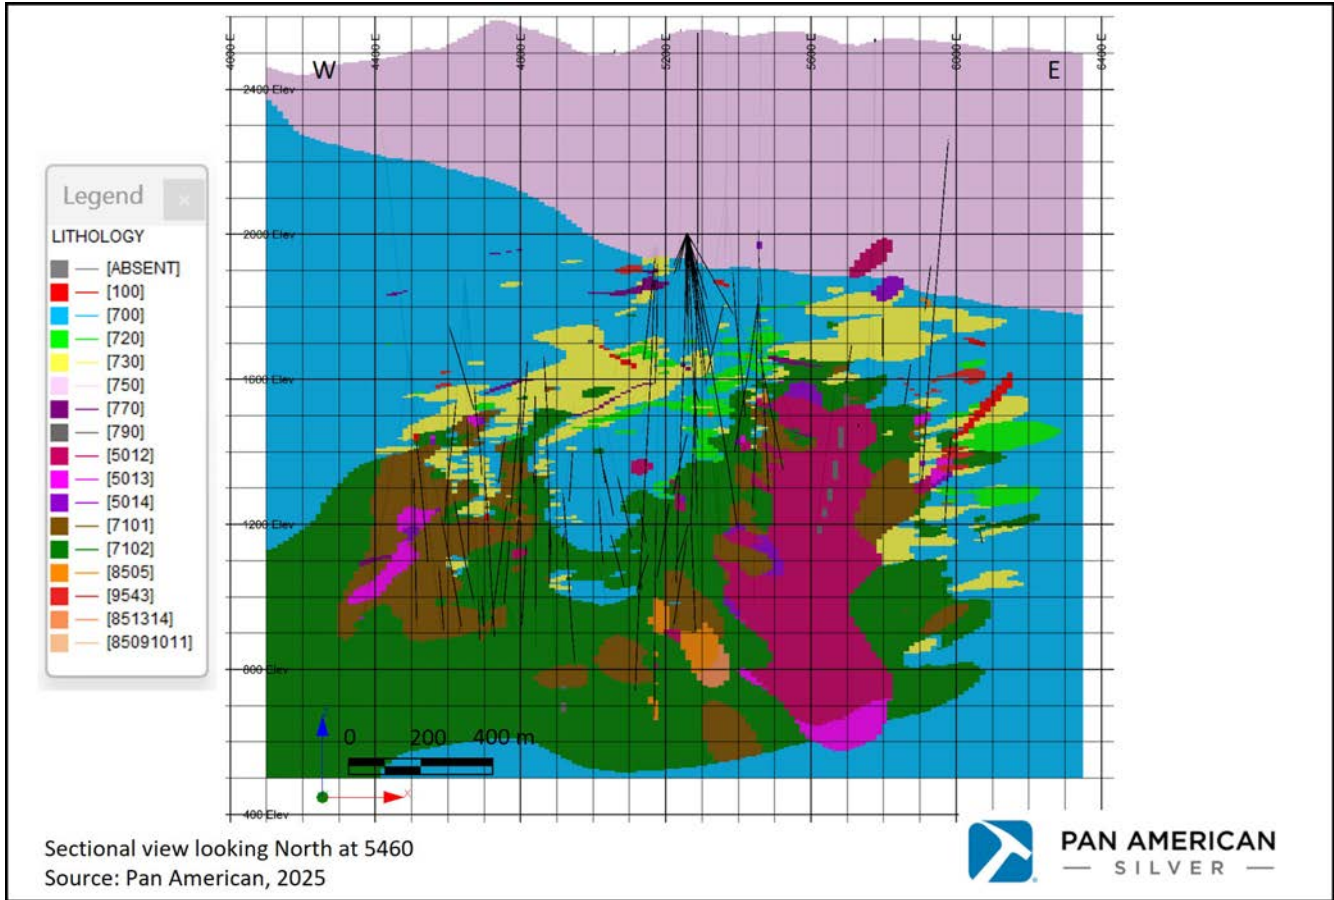 4000 E
4400 E
4800 E
5200 E
5600 E
6000 E
6400 E
W
E
2400 Elev
2000 Elev
1600 Elev
1200 Elev
800 Elev
400 Elev
Legend
×
LITHOLOGY
[ABSENT]
[100]
[700]
[720]
[730]
[750]
[770]
[790]
[5012]
[5013]
[5014]
[7101]
[7102]
[8505]
[9543]
[851314]
[85091011]
0 200 400 m
X
Sectional view looking North at 5460
Source: Pan American, 2025
PAN AMERICAN
— SILVER —